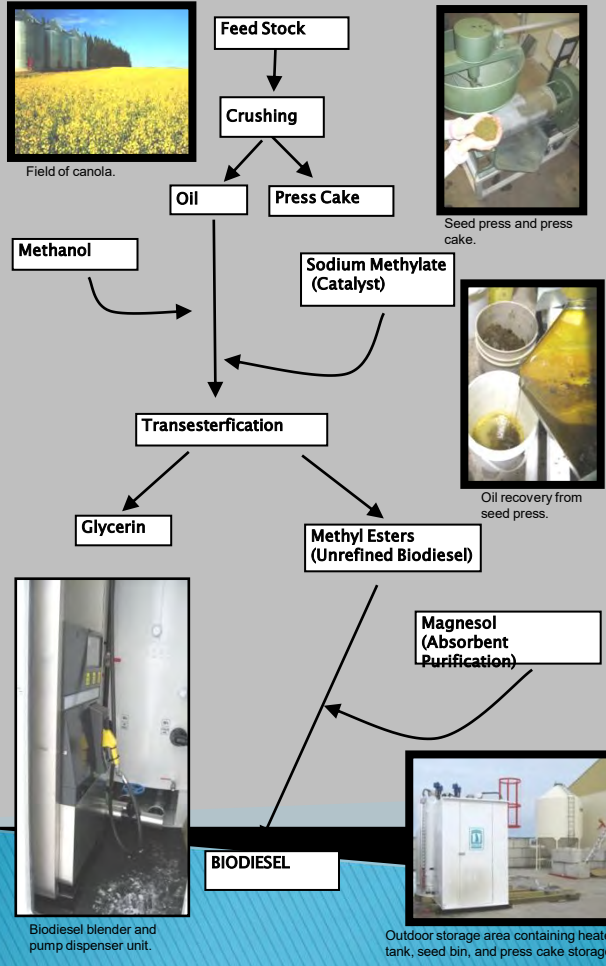 Feed Stock
Crushing
Field of canola.
Oil
Press Cake
Seed press and press
cake.
Methanol
Sodium Methylate
(Catalyst)
Transesterfication
Oil recovery from
seed press.
Glycerin
Methyl Esters
(Unrefined Biodiesel)
Magnesol
(Absorbent
Purification)
BIODIESEL
Biodiesel blender and
pump dispenser unit.
Outdoor storage area containing heate
tank, seed bin, and press cake storag